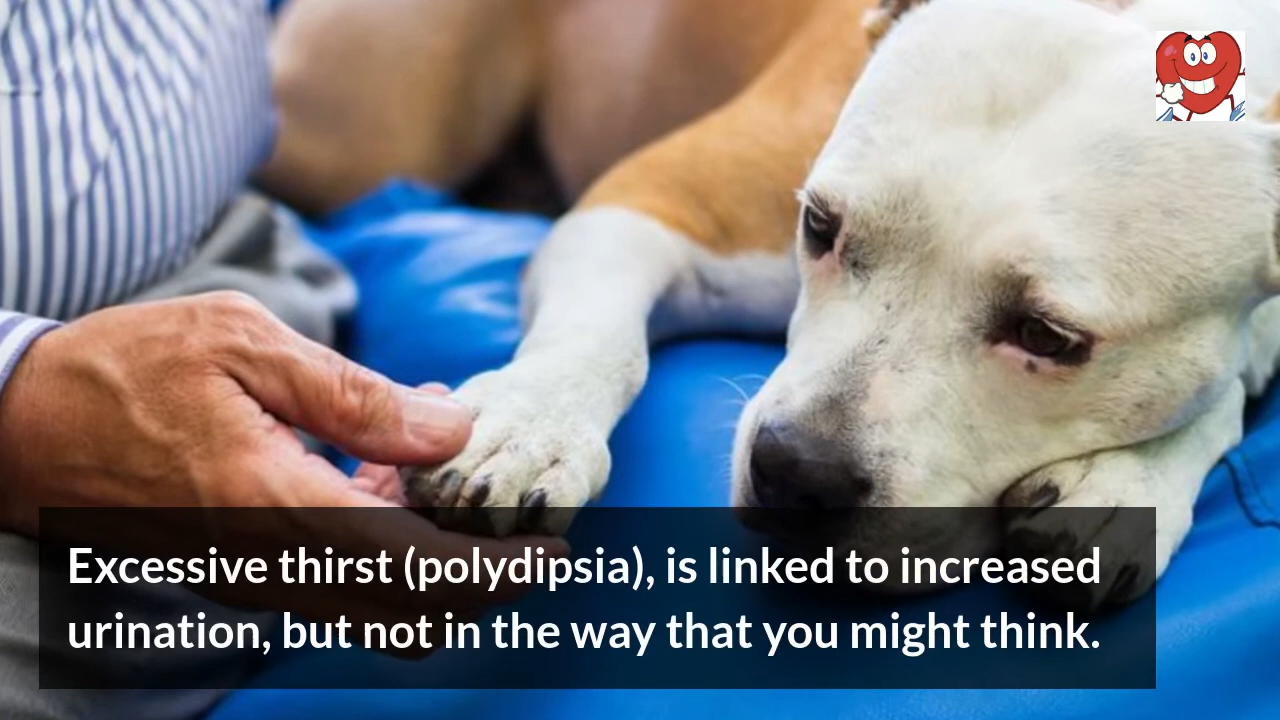 Excessive thirst (polydipsia), is linked to increased
urination, but not in the way that you might think.